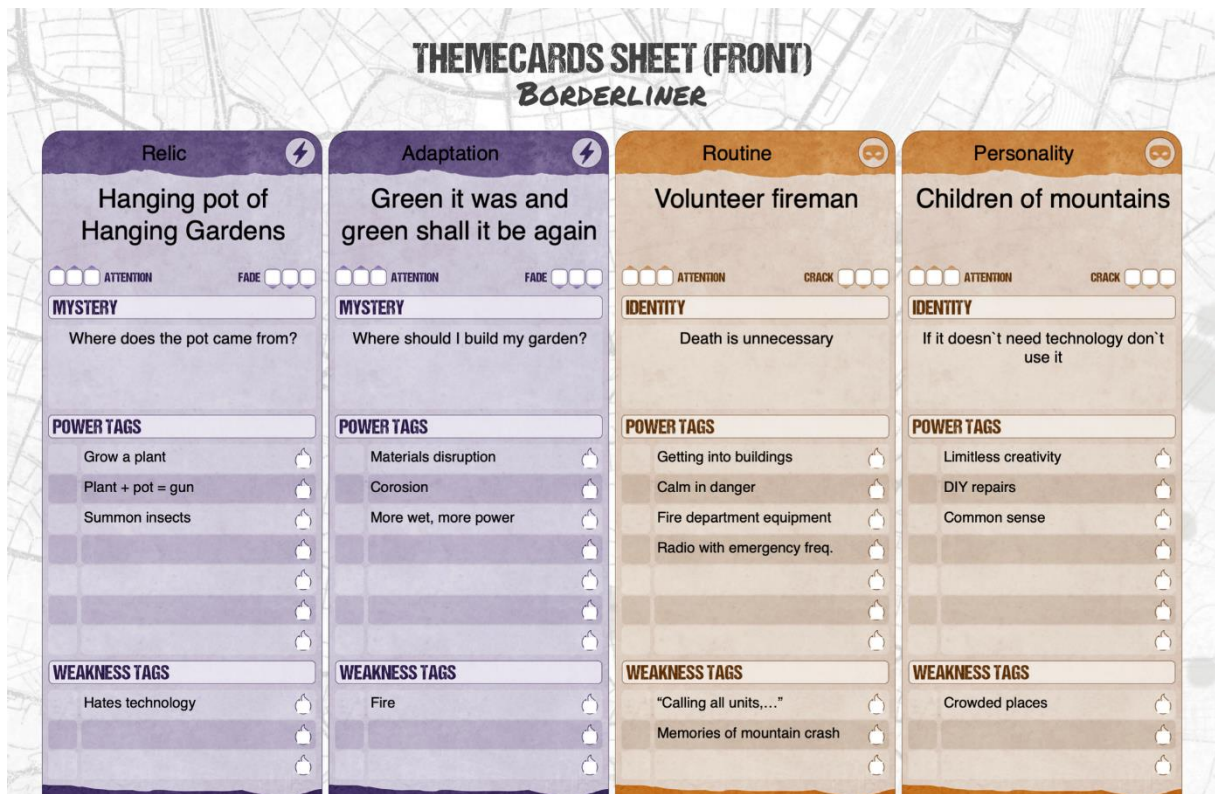 THEMECARDS SHEET (FRONT)
BORDERLINER
Relic
Hanging pot of
Hanging Gardens
ATTENTION FADE
MYSTERY
Where does the pot came from?
POWER TAGS
Grow a plant
Plant + pot = gun
Summon insects
WEAKNESS TAGS
Hates technology
Adaptation
Green it was and
green shall it be again
ATTENTION FADE
MYSTERY
Where should I build my garden?
POWER TAGS
Materials disruption
Corosion
More wet, more power
WEAKNESS TAGS
Fire
Routine
Volunteer fireman
ATTENTION CRACK
IDENTITY
Death is unnecessary
POWER TAGS
Getting into buildings
Calm in danger
Fire department equipment
Radio with emergency freq.
WEAKNESS TAGS
“Calling all units,…”
Memories of mountain crash
Personality
Children of mountains
ATTENTION CRACK
IDENTITY
If it doesn`t need technology don`t
use it
POWER TAGS
Limitless creativity
DIY repairs
Common sense
WEAKNESS TAGS
Crowded places